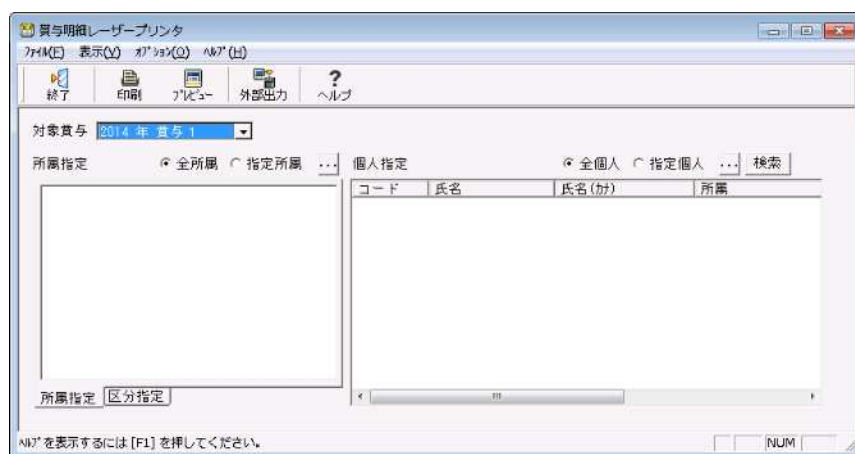 賞与明細レーザープリンタ
ﾌｧｲﾙ(F) 表示(V) ｵﾌﾟｼｮﾝ(O) ﾍﾙﾌﾟ(H)
終了 印刷 ﾌﾟﾚﾋﾞｭｰ 外部出力 ヘルプ
対象賞与 2014 年 賞与 1
所属指定 全所属 指定所属 ... 個人指定 全個人 指定個人 ... 検索
コード 氏名 氏名(ｶﾅ) 所属
所属指定 区分指定
ﾍﾙﾌﾟを表示するには [F1] を押してください。 NUM